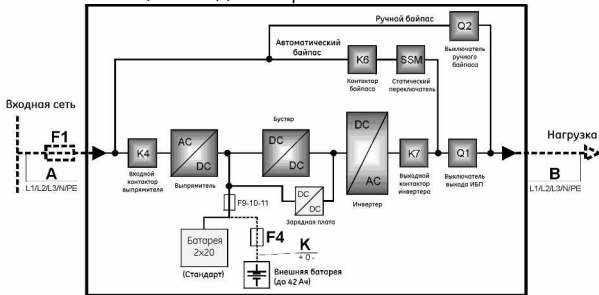 Ручной байпас
Q2
Автоматический
байпас
K6
SSM
Выключатель
ручного
байпаса
Контактор
байпаса
Статический
переключатель
Входная сеть
F1
Бустер
Нагрузка
K4
AC
DC
DC
DC
DC
AC
K7
Q1
A
L1/L2/L3/N/PE
Входной
контактор
выпрямителя
Выпрямитель
DC
DC
Зарядная плата
Инвертер
Выходной
контактор
инвертера
Выключатель
выхода ИБП
B
L1/L2/L3/N/PE
F9-10-11
Батарея
2x20
(Стандарт)
F4
K
+ 0 -
Внешняя батарея
(до 42 Ач)